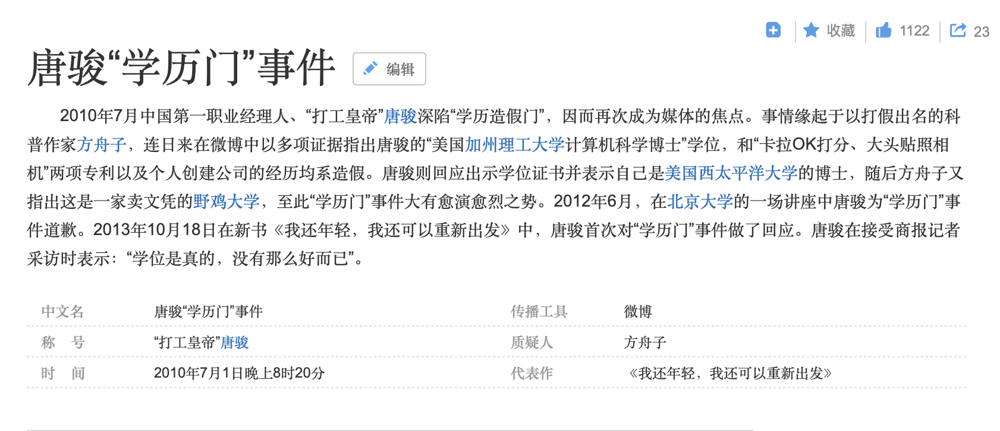 收藏 1122 23
唐骏“学历门”事件 编辑
2010年7月中国第一职业经理人、“打工皇帝”唐骏深陷“学历造假门”，因而再次成为媒体的焦点。事情缘起于以打假出名的科
普作家方舟子，连日来在微博中以多项证据指出唐骏的“美国加州理工大学计算机科学博士”学位，和“卡拉OK打分、大头贴照相
机”两项专利以及个人创建公司的经历均系造假。唐骏则回应出示学位证书并表示自己是美国西太平洋大学的博士，随后方舟子又
指出这是一家卖文凭的野鸡大学，至此“学历门”事件大有愈演愈烈之势。2012年6月，在北京大学的一场讲座中唐骏为“学历门”事
件道歉。2013年10月18日在新书《我还年轻，我还可以重新出发》中，唐骏首次对“学历门”事件做了回应。唐骏在接受商报记者
采访时表示：“学位是真的，没有那么好而已”。
中文名 唐骏“学历门”事件 传播工具 微博
称 号 “打工皇帝”唐骏 质疑人 方舟子
时 间 2010年7月1日晚上8时20分 代表作 《我还年轻，我还可以重新出发》